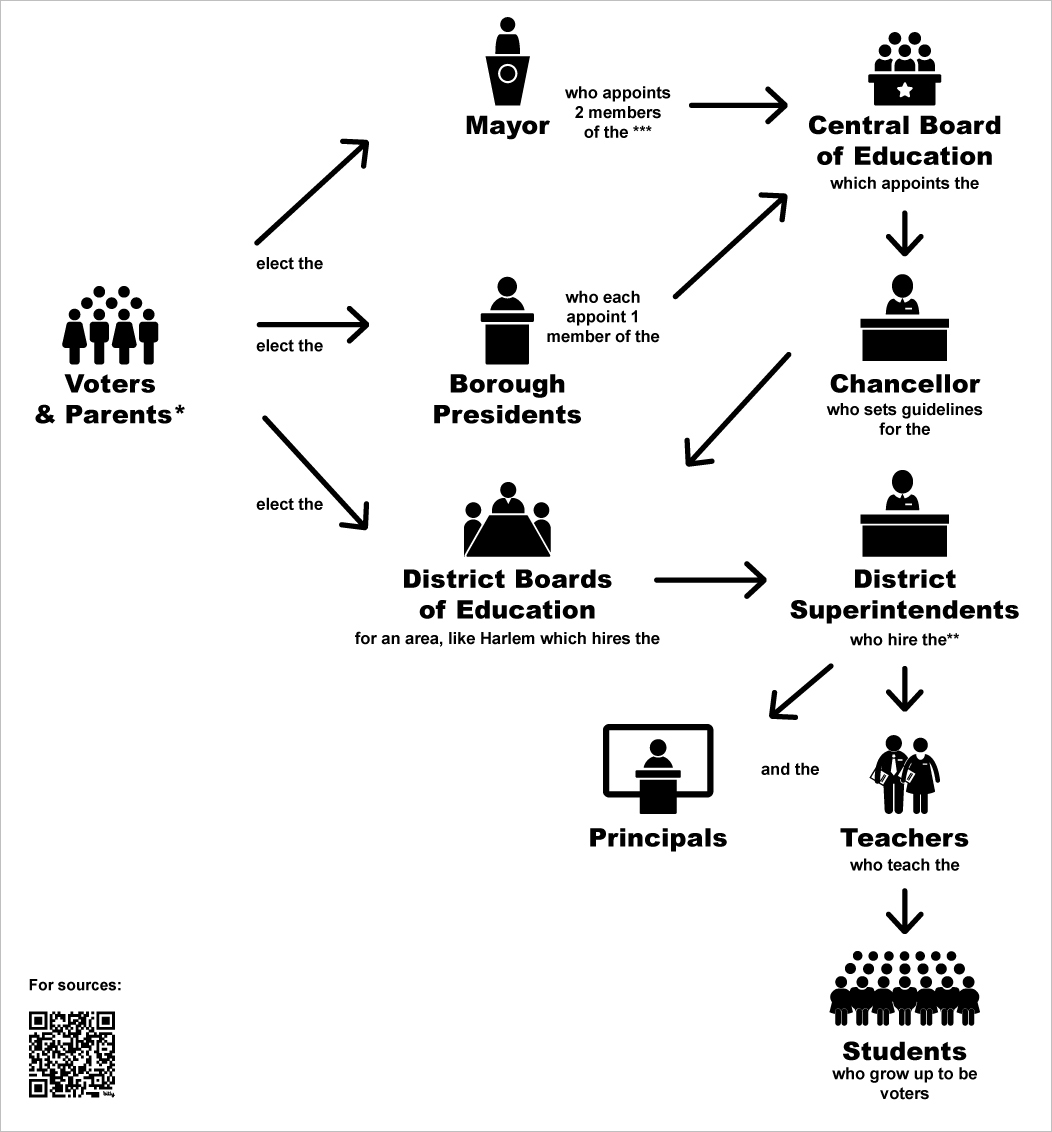 Mayor
who appoints
2 members
of the ***
Central Board
of Education
which appoints the
elect the
Voters
& Parents*
elect the
Borough
Presidents
who each
appoint 1
member of the
Chancellor
who sets guidelines
for the
elect the
District Boards
of Education
for an area, like Harlem which hires the
District
Superintendents
who hire the**
Principals
and the
Teachers
who teach the
Students
who grow up to be
voters
For sources: